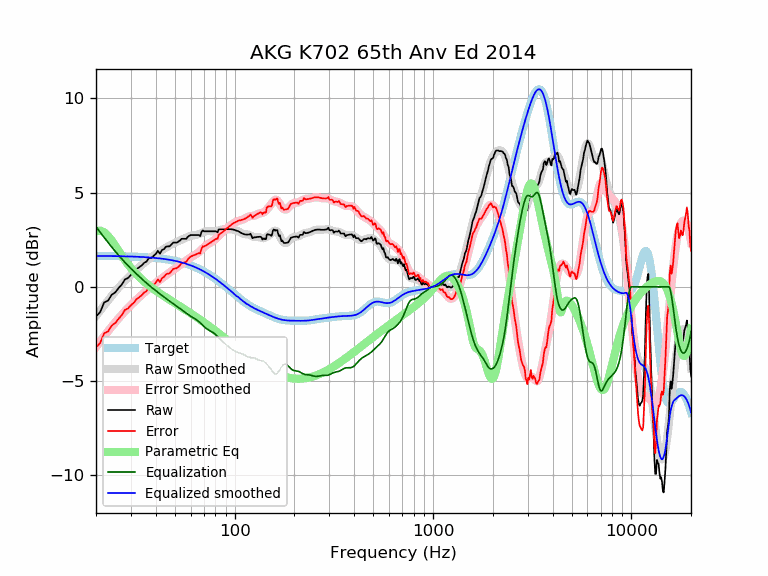 AKG K702 65th Anv Ed 2014
Amplitude (dBr)
10
5
0
−5
−10
Target
Raw Smoothed
Error Smoothed
Raw
Error
Parametric Eq
Equalization
Equalized smoothed
100
1000
10000
Frequency (Hz)